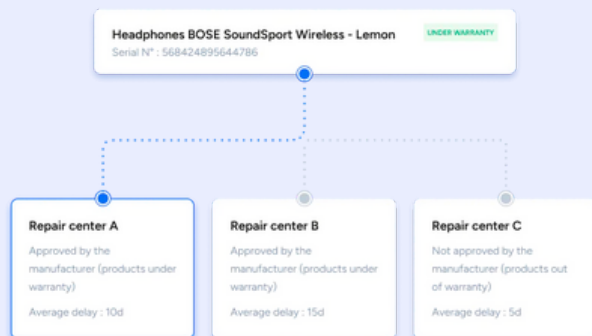 Headphones BOSE SoundSport Wireless - Lemon
UNDER WARRANTY
Serial N° : 568424895644786
Repair center A
Approved by the
manufacturer (products under
warranty)
Average delay : 10d
Repair center B
Approved by the
manufacturer (products under
warranty)
Average delay : 15d
Repair center C
Not approved by the
manufacturer (products out
of warranty)
Average delay : 5d